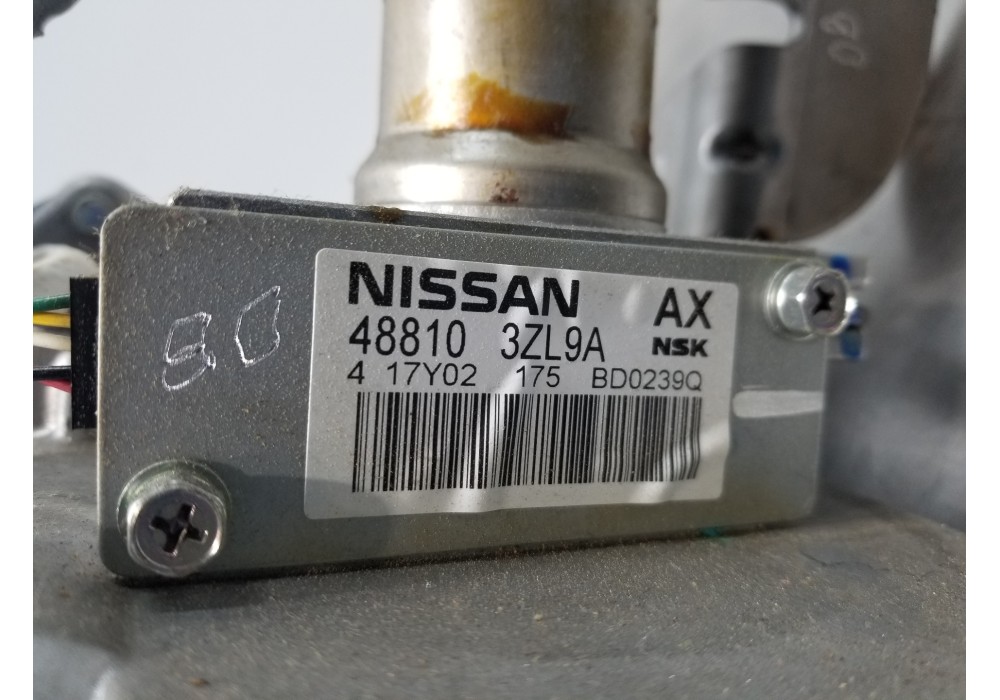 NISSAN AX
48810 3ZL9A NSK
4 17Y02 175 BD0239Q